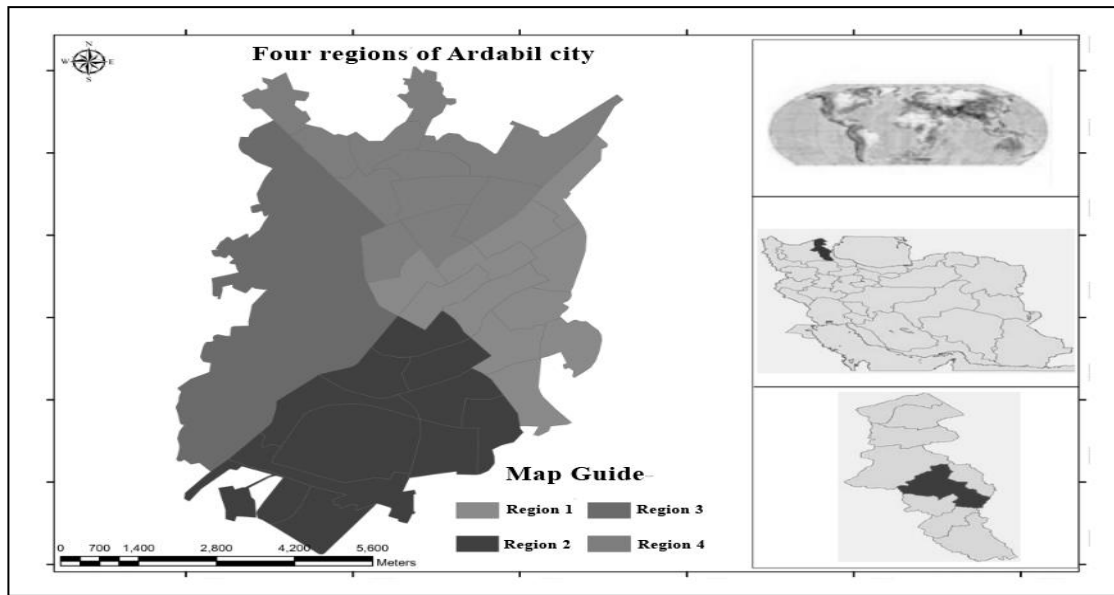 Four regions of Ardabil city
N
W E
S
Map Guide
Region 1 Region 3
Region 2 Region 4
0 700 1,400 2,800 4,200 5,600
Meters